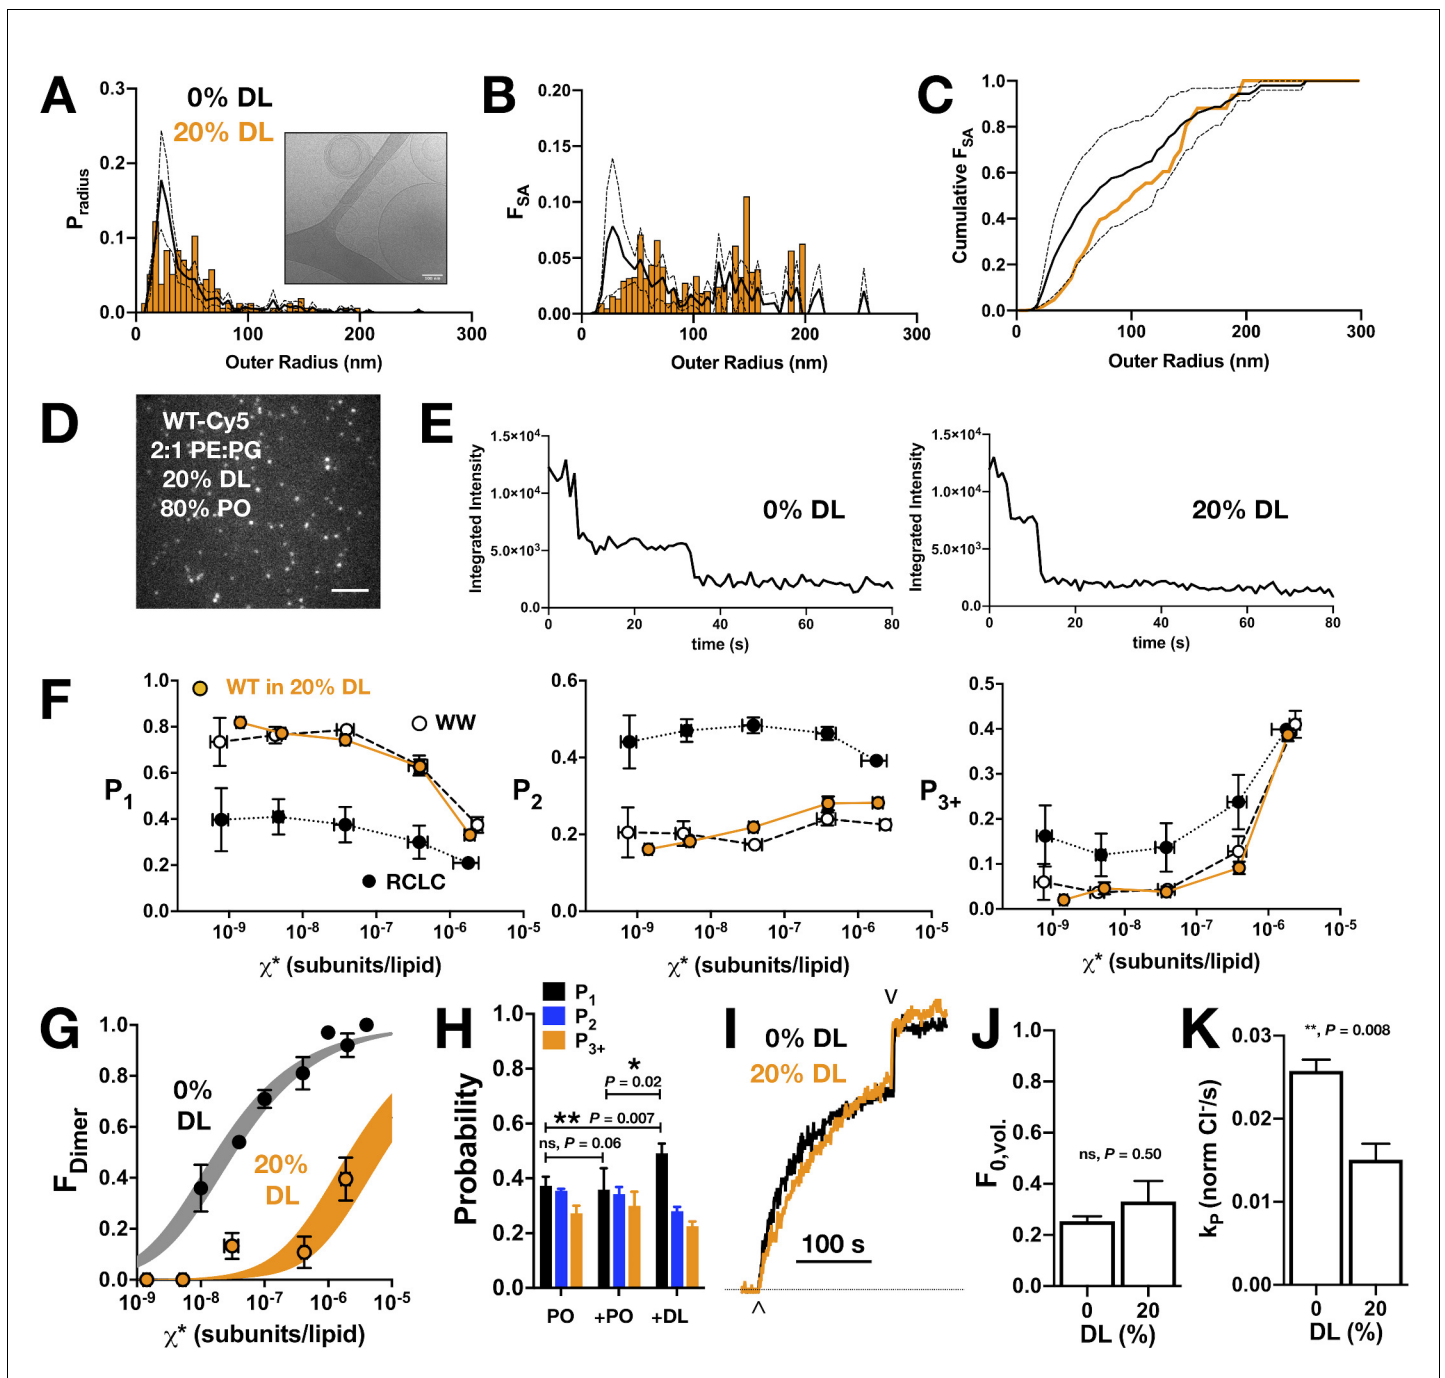 A
0.3
0.2
0.1
0.0
P radius
0% DL
20% DL
0
100
200
300
Outer Radius (nm)
B
0.20
0.15
0.10
0.05
0.00
F SA
0
100
200
300
Outer Radius (nm)
C
1.0
0.8
0.6
0.4
0.2
0.0
Cumulative F SA
0
100
200
300
Outer Radius (nm)
D
WT-Cy5
2:1 PE:PG
20% DL
80% PO
E
Integrated Intensity
1.5×10⁴
1.0×10⁴
5.0×10³
0.0
0% DL
0
20
40
60
80
time (s)
Integrated Intensity
1.5×10⁴
1.0×10⁴
5.0×10³
0.0
20% DL
0
20
40
60
80
time (s)
F
P₁
1.0
0.8
0.6
0.4
0.2
0.0
WT in 20% DL
WW
RCLC
10⁻⁹
10⁻⁸
10⁻⁷
10⁻⁶
10⁻⁵
χ* (subunits/lipid)
P₂
0.6
0.4
0.2
0.0
10⁻⁹
10⁻⁸
10⁻⁷
10⁻⁶
10⁻⁵
χ* (subunits/lipid)
P₃₊
0.5
0.4
0.3
0.2
0.1
0.0
10⁻⁹
10⁻⁸
10⁻⁷
10⁻⁶
10⁻⁵
χ* (subunits/lipid)
G
F Dimer
1.0
0.8
0.6
0.4
0.2
0.0
0%
DL
20%
DL
10⁻⁹
10⁻⁸
10⁻⁷
10⁻⁶
10⁻⁵
χ* (subunits/lipid)
H
P₁
P₂
P₃₊
Probability
1.0
0.8
0.6
0.4
0.2
0.0
*
P = 0.02
** P = 0.007
ns, P = 0.06
PO
+PO
+DL
I
0% DL
20% DL
100 s
J
F 0,vol.
1.0
0.8
0.6
0.4
0.2
0.0
ns, P = 0.50
0
20
DL (%)
K
k P (norm Cl⁻/s)
0.03
0.02
0.01
0.00
**, P = 0.008
0
20
DL (%)